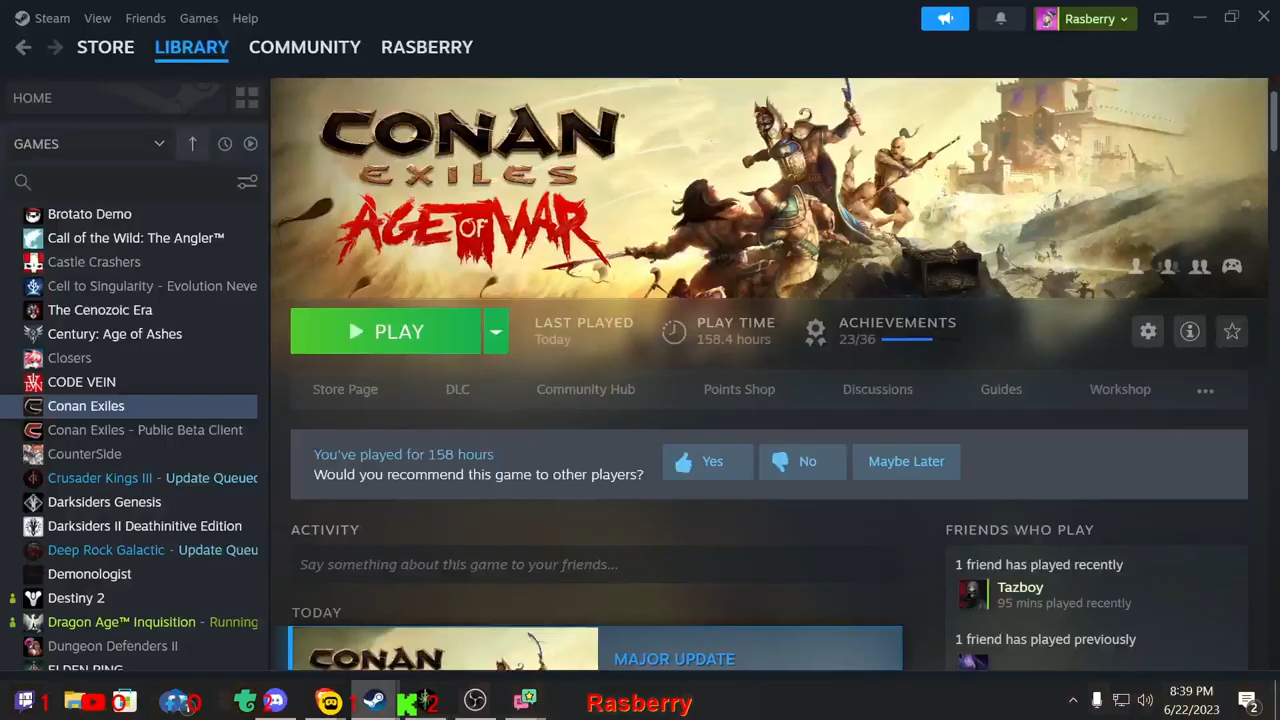 Steam View Friends Games Help Rasberry
STORE LIBRARY COMMUNITY RASBERRY
HOME
GAMES
Brotato Demo
Call of the Wild: The Angler™
Castle Crashers
Cell to Singularity - Evolution Neve
The Cenozoic Era
Century: Age of Ashes
Closers
CODE VEIN
Conan Exiles
Conan Exiles - Public Beta Client
CounterSide
Crusader Kings III - Update Queued
Darksiders Genesis
Darksiders II Deathinitive Edition
Deep Rock Galactic - Update Queu
Demonologist
Destiny 2
Dragon Age™ Inquisition - Running
Dungeon Defenders II
ELDEN RING
CONAN
EXILES
AGE OF WAR
PLAY
LAST PLAYED
Today
PLAY TIME
158.4 hours
ACHIEVEMENTS
23/36
Store Page DLC Community Hub Points Shop Discussions Guides Workshop
You've played for 158 hours
Would you recommend this game to other players?
Yes No Maybe Later
ACTIVITY
Say something about this game to your friends...
TODAY
CONAN
MAJOR UPDATE
FRIENDS WHO PLAY
1 friend has played recently
Tazboy
95 mins played recently
1 friend has played previously
Rasberry
8:39 PM
6/22/2023